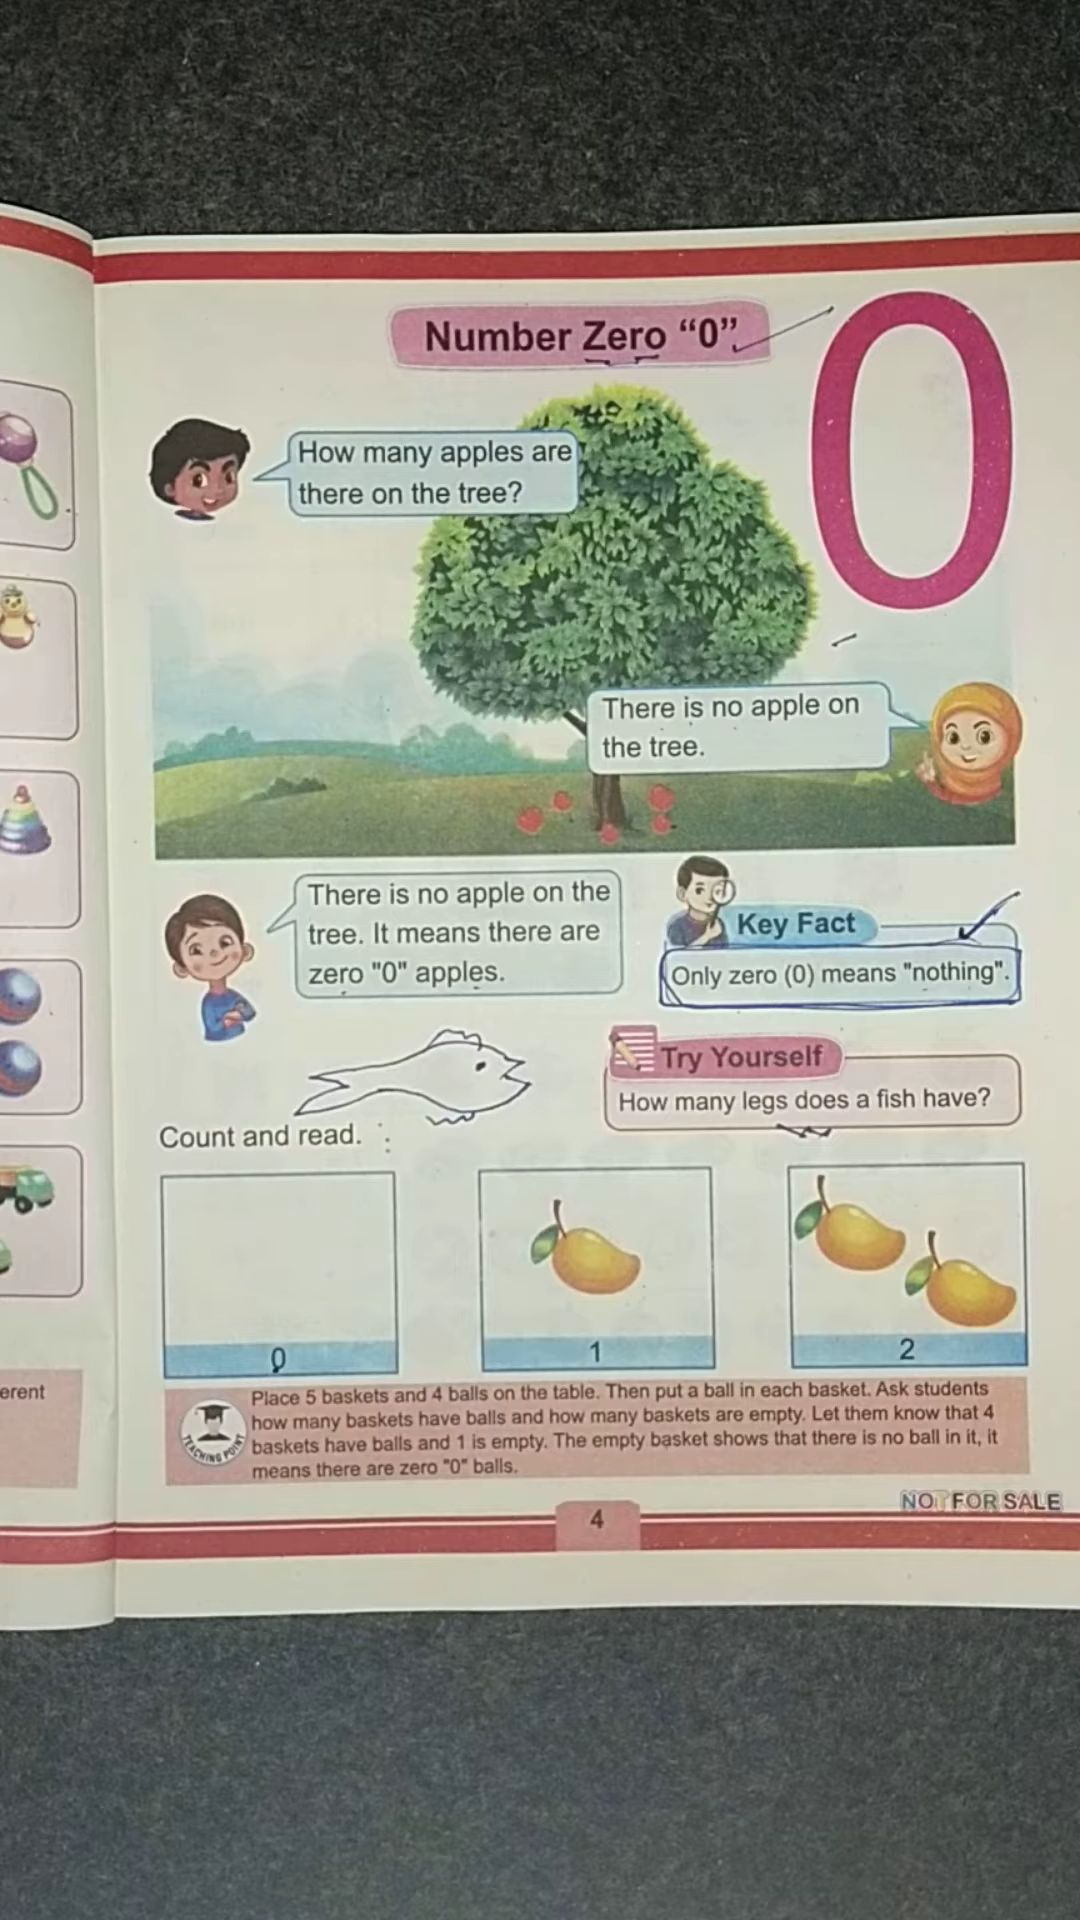 Number Zero “0”
0
How many apples are
there on the tree?
There is no apple on
the tree.
There is no apple on the
tree. It means there are
zero "0" apples.
Key Fact
Only zero (0) means "nothing".
Try Yourself
How many legs does a fish have?
Count and read.
0
1
2
erent
TEACHING POINT
Place 5 baskets and 4 balls on the table. Then put a ball in each basket. Ask students
how many baskets have balls and how many baskets are empty. Let them know that 4
baskets have balls and 1 is empty. The empty basket shows that there is no ball in it, it
means there are zero "0" balls.
NOT FOR SALE
4